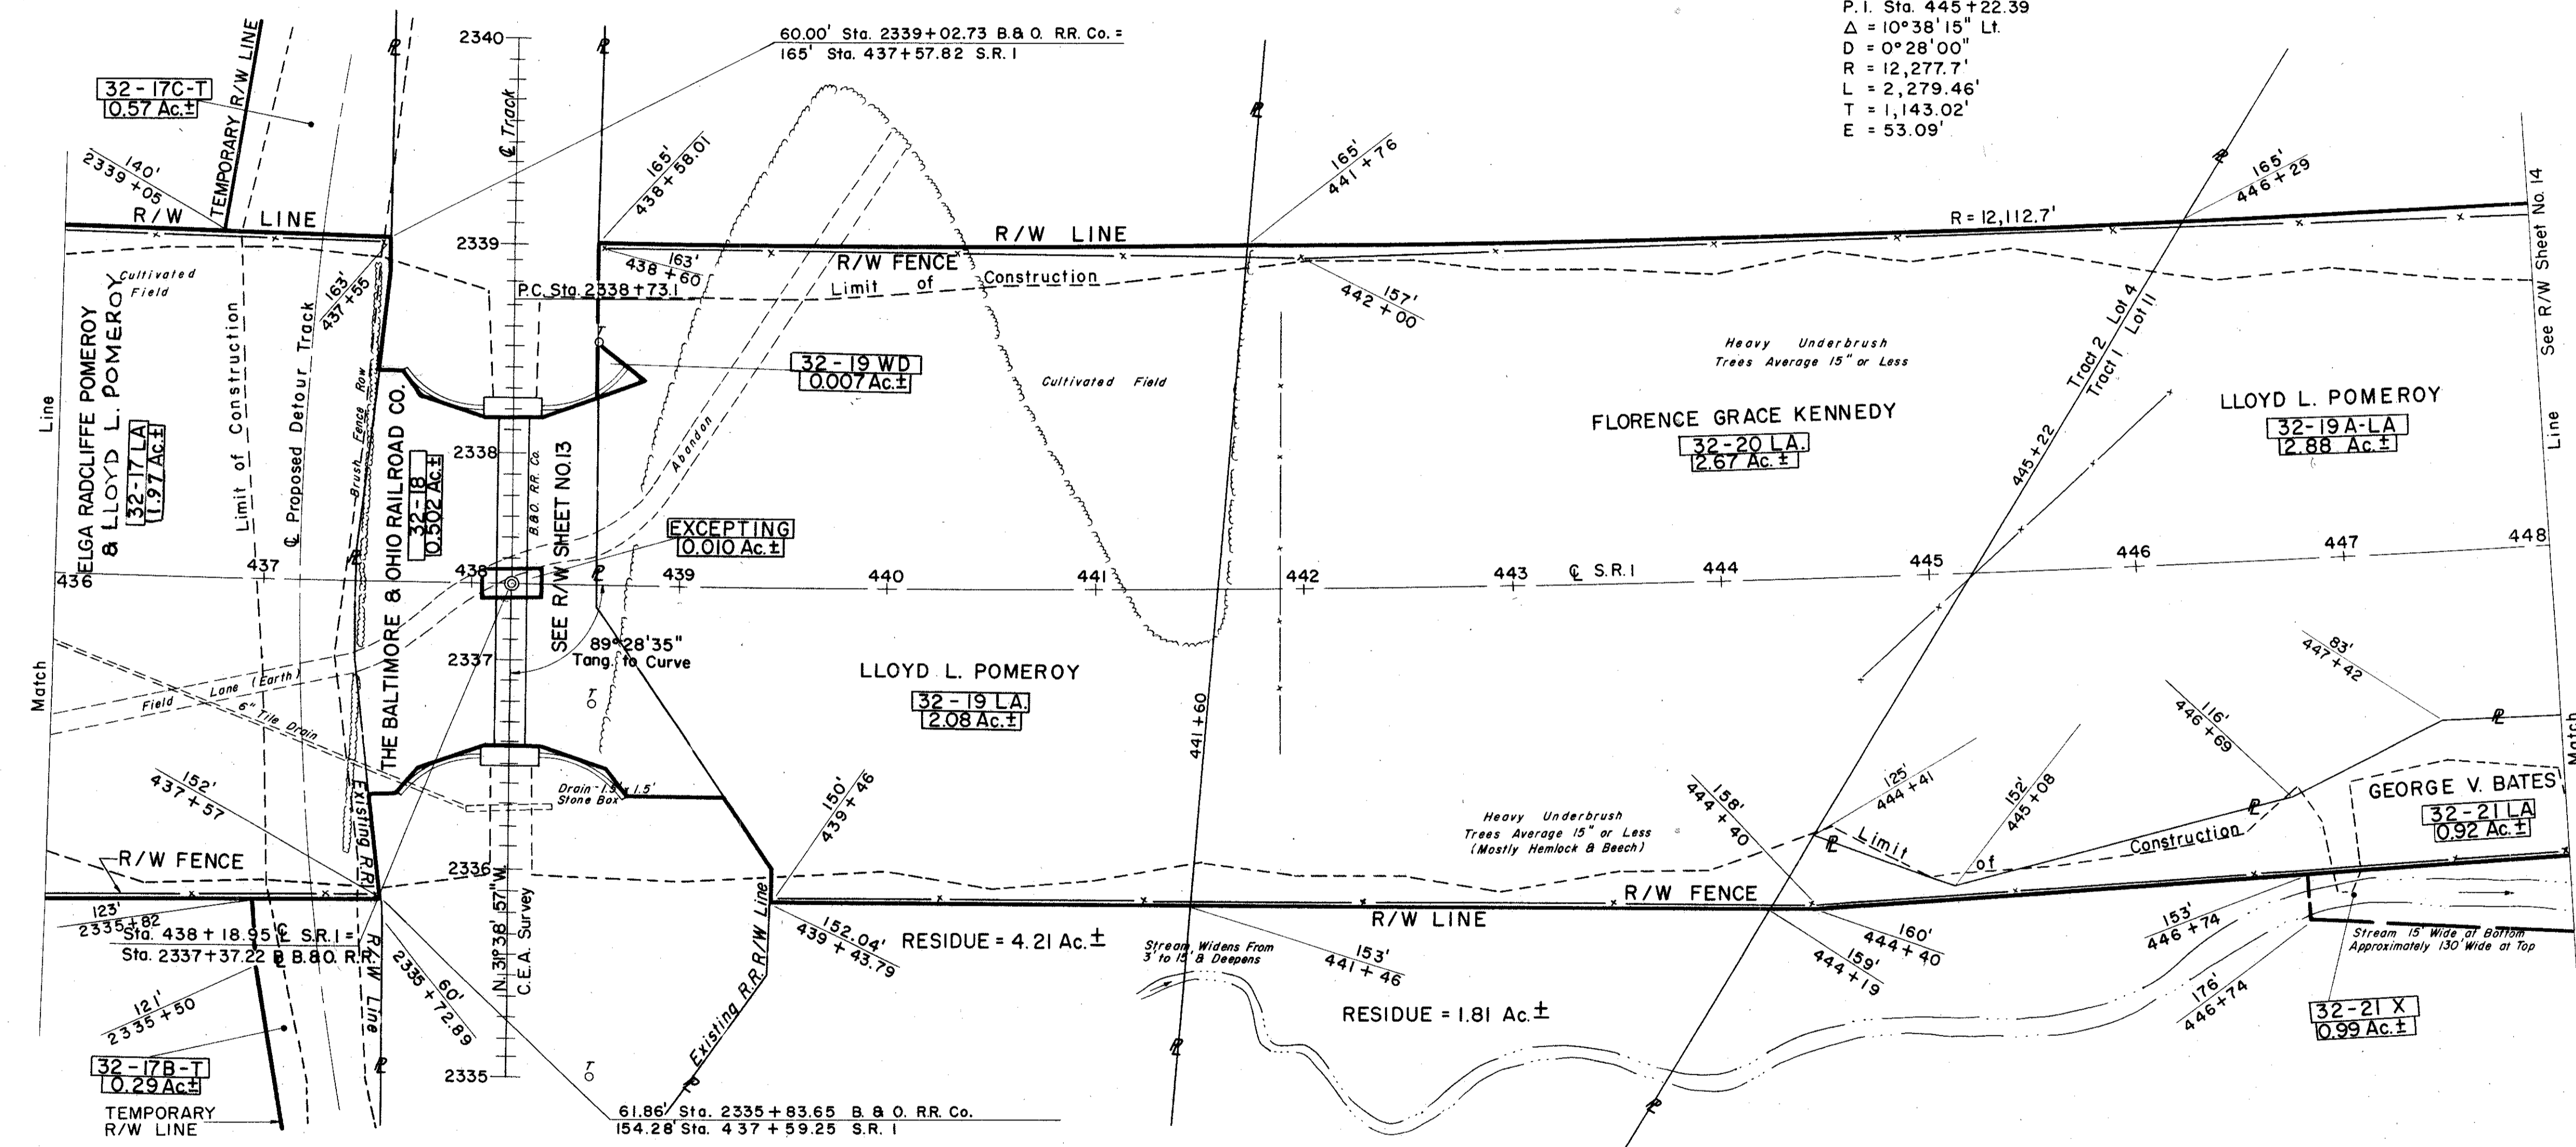 P.I. Sta. 445+22.39
Δ = 10°38'15" Lt.
D = 0°28'00"
R = 12,277.7'
L = 2,279.46'
T = 1,143.02'
E = 53.09'
60.00' Sta. 2339+02.73 B.& O. RR. Co. =
165' Sta. 437+57.82 S.R. I
2340
℄ Track
TEMPORARY R/W LINE
32-17C-T
0.57 Ac.±
140'
2339+05
R/W LINE
165'
438+58.01
165'
441+76
165'
446+29
R = 12,112.7'
See R/W Sheet No. 14
2339
R/W LINE
R/W FENCE
163'
438+60
P.C. Sta. 2338+73.1
Limit of Construction
157'
442+00
Cultivated
Field
163'
437+55
ELGA RADCLIFFE POMEROY
& LLOYD L. POMEROY
32-17 LA
1.97 Ac.±
Limit of Construction
℄ Proposed Detour Track
Brush Fence Row
THE BALTIMORE & OHIO RAILROAD CO.
32-18
0.502 Ac.±
2338
B.&O. RR. Co.
SEE R/W SHEET NO.13
32-19 WD
0.007 Ac.±
Abandon
Cultivated Field
Heavy Underbrush
Trees Average 15" or Less
Tract 2 Lot 4
Tract I Lot II
FLORENCE GRACE KENNEDY
32-20 LA.
2.67 Ac.±
LLOYD L. POMEROY
32-19 A-LA
2.88 Ac.±
445+22
Line
Line
EXCEPTING
0.010 Ac.±
436
437
438
439
440
441
442
443
℄ S.R. I
444
445
446
447
448
89°28'35"
Tang. to Curve
2337
T
T
LLOYD L. POMEROY
32-19 LA.
2.08 Ac.±
441+60
Match
Match
Field Lane (Earth)
6" Tile Drain
152'
437+57
Existing R.R.
R/W Line
R/W FENCE
Drain-1.5' x 1.5'
Stone Box
2336
N 31°38'57" W
C.E.A. Survey
150'
439+46
152.04'
439+43.79
Existing R.R. R/W Line
RESIDUE = 4.21 Ac.±
Stream Widens From
3' to 15' & Deepens
153'
441+46
R/W LINE
R/W FENCE
Heavy Underbrush
Trees Average 15" or Less
(Mostly Hemlock & Beech)
158'
444+40
125'
444+41
152'
445+08
116'
446+69
83'
447+42
Limit of Construction
GEORGE V. BATES
32-21 LA
0.92 Ac.±
160'
444+40
159'
444+19
153'
446+74
176'
446+74
Stream 15' Wide at Bottom
Approximately 130' Wide at Top
32-21 X
0.99 Ac.±
RESIDUE = 1.81 Ac.±
123'
2335+82
Sta. 438+18.95 ℄ S.R. I =
Sta. 2337+37.22 B B.&O. R.R.
121'
2335+50
60'
2335+72.89
32-17B-T
0.29 Ac±
TEMPORARY
R/W LINE
2335
T
61.86' Sta. 2335+83.65 B. & O. RR. Co.
154.28' Sta. 437+59.25 S.R. I